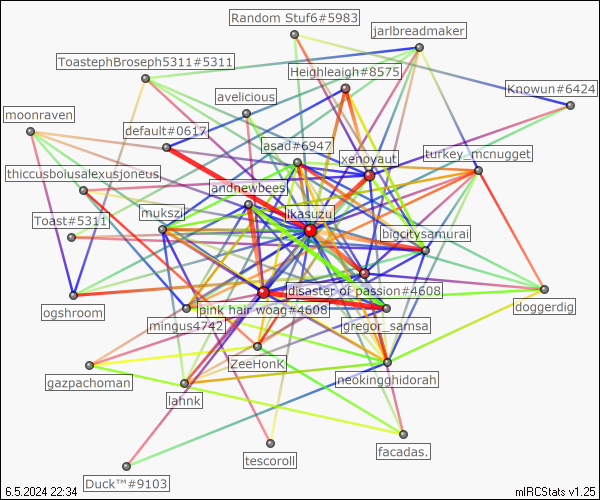 Random Stuf6#5983
jarlbreadmaker
ToastephBroseph5311#5311
Heighleaigh#8575
Knowun#6424
avelicious
moonraven
default#0617
asad#6947
xenoyaut
turkey_mcnugget
thiccusboiusalexusjoneus
andnewbees
mukszi
ikasuzu
Toast#5311
bigcitysamurai
disaster of passion#4608
doggerdig
ogshroom
pink hair woag#4608
mingus4742
gregor_samsa
ZeeHonK
neokingghidorah
gazpachoman
lahnk
facadas.
tescoroll
Duck™#9103
6.5.2024 22:34
mIRCStats v1.25